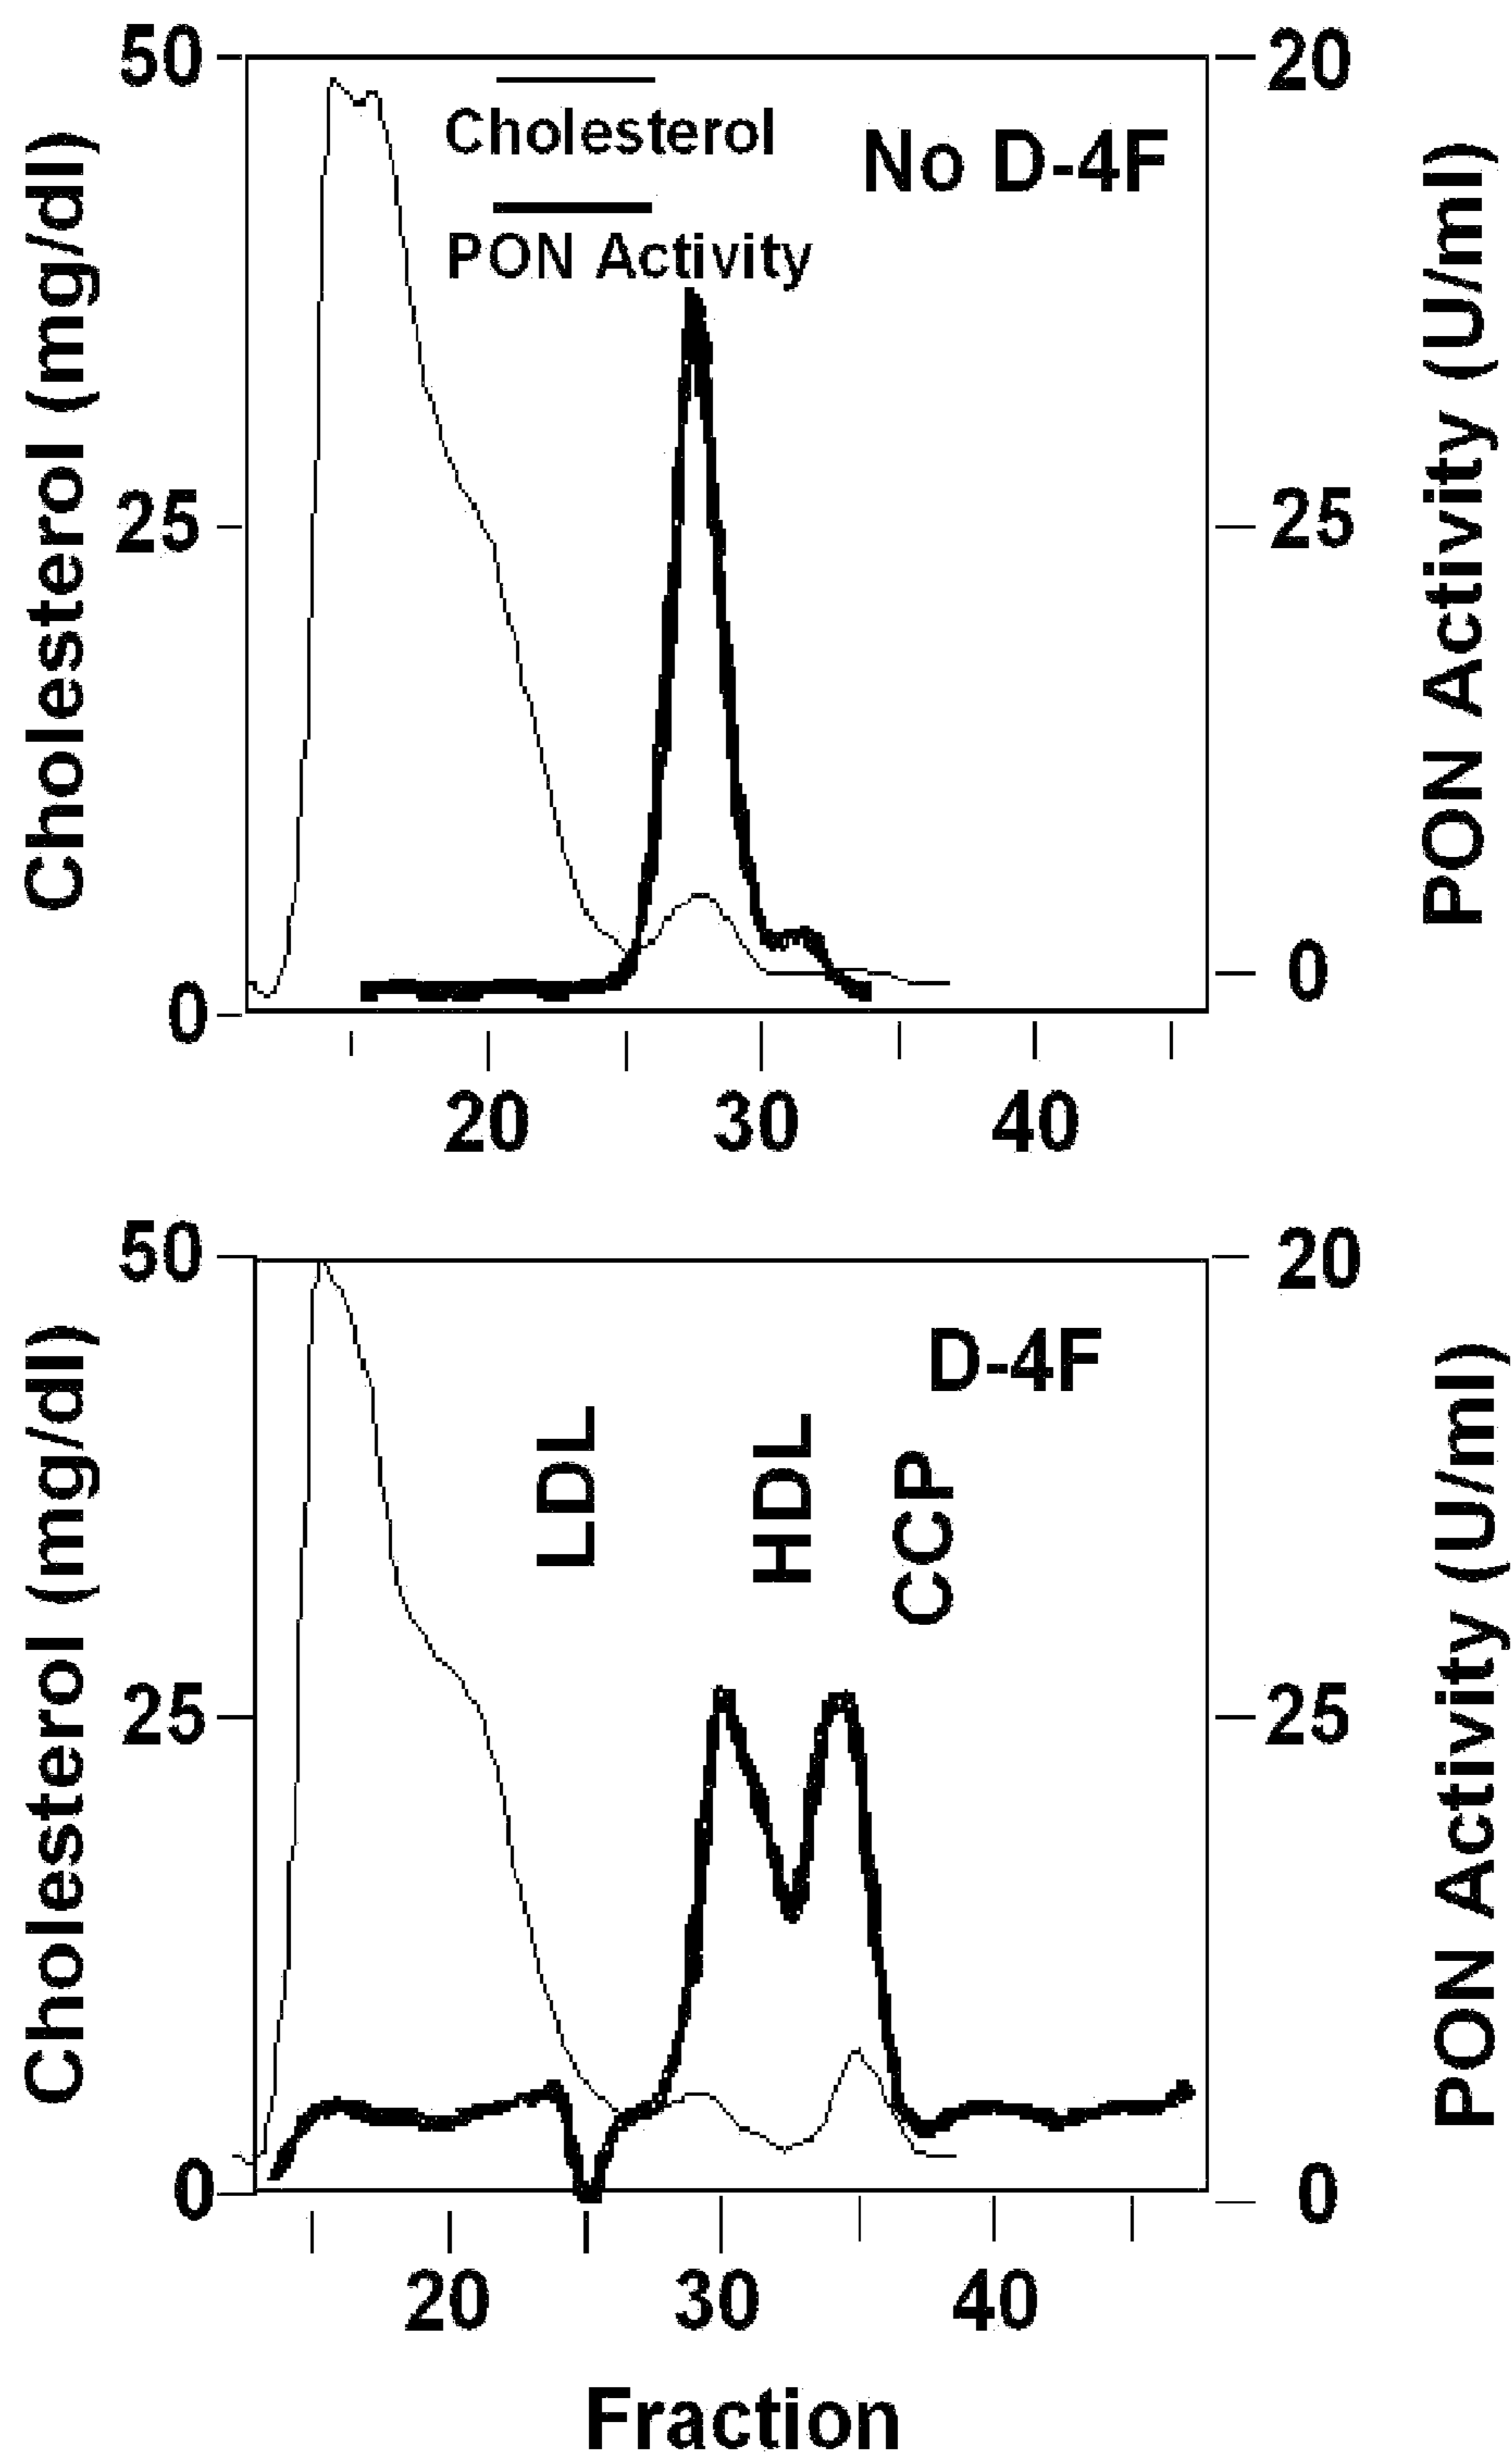 50
20
Cholesterol
No D-4F
PON Activity
Cholesterol (mg/dl)
PON Activity (U/ml)
25
25
0
0
20 30 40
50
20
D-4F
LDL
HDL
CCP
Cholesterol (mg/dl)
PON Activity (U/ml)
25
25
0
0
20 30 40
Fraction